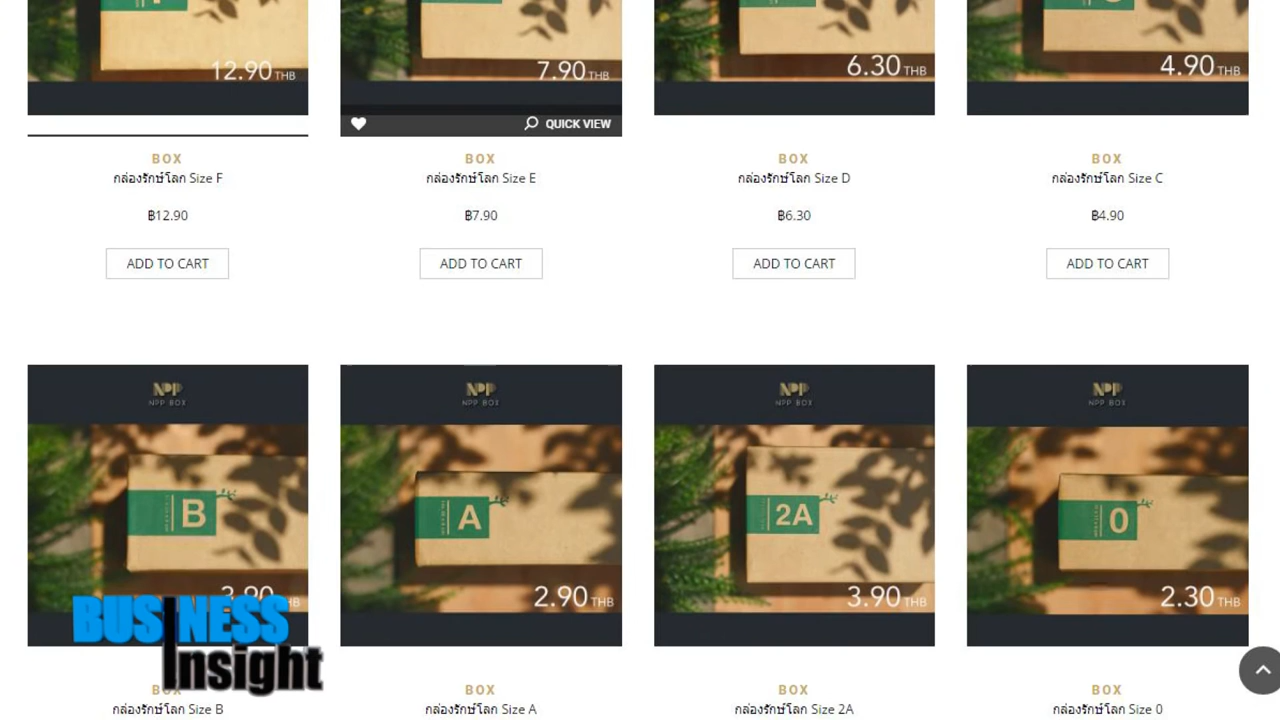 12.90 THB
7.90 THB
6.30 THB
4.90 THB
QUICK VIEW
BOX
BOX
BOX
BOX
กล่องรักษ์โลก Size F
กล่องรักษ์โลก Size E
กล่องรักษ์โลก Size D
กล่องรักษ์โลก Size C
฿12.90
฿7.90
฿6.30
฿4.90
ADD TO CART
ADD TO CART
ADD TO CART
ADD TO CART
NPP
NPP BOX
NPP
NPP BOX
NPP
NPP BOX
NPP
NPP BOX
B
A
2A
0
3.90
2.90 THB
3.90 THB
2.30 THB
BUSINESS
Insight
BOX
BOX
BOX
BOX
กล่องรักษ์โลก Size B
กล่องรักษ์โลก Size A
กล่องรักษ์โลก Size 2A
กล่องรักษ์โลก Size 0